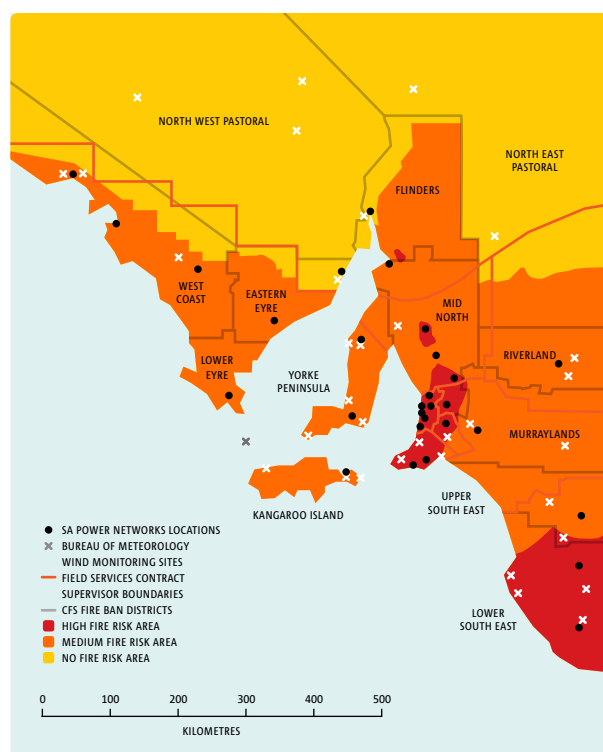 NORTH WEST PASTORAL
NORTH EAST
PASTORAL
FLINDERS
WEST
COAST
EASTERN
EYRE
MID
NORTH
LOWER
EYRE
YORKE
PENINSULA
RIVERLAND
MURRAYLANDS
KANGAROO ISLAND
UPPER
SOUTH EAST
LOWER
SOUTH EAST
SA POWER NETWORKS LOCATIONS
BUREAU OF METEOROLOGY
WIND MONITORING SITES
FIELD SERVICES CONTRACT
SUPERVISOR BOUNDARIES
CFS FIRE BAN DISTRICTS
HIGH FIRE RISK AREA
MEDIUM FIRE RISK AREA
NO FIRE RISK AREA
0 100 200 300 400 500
KILOMETRES